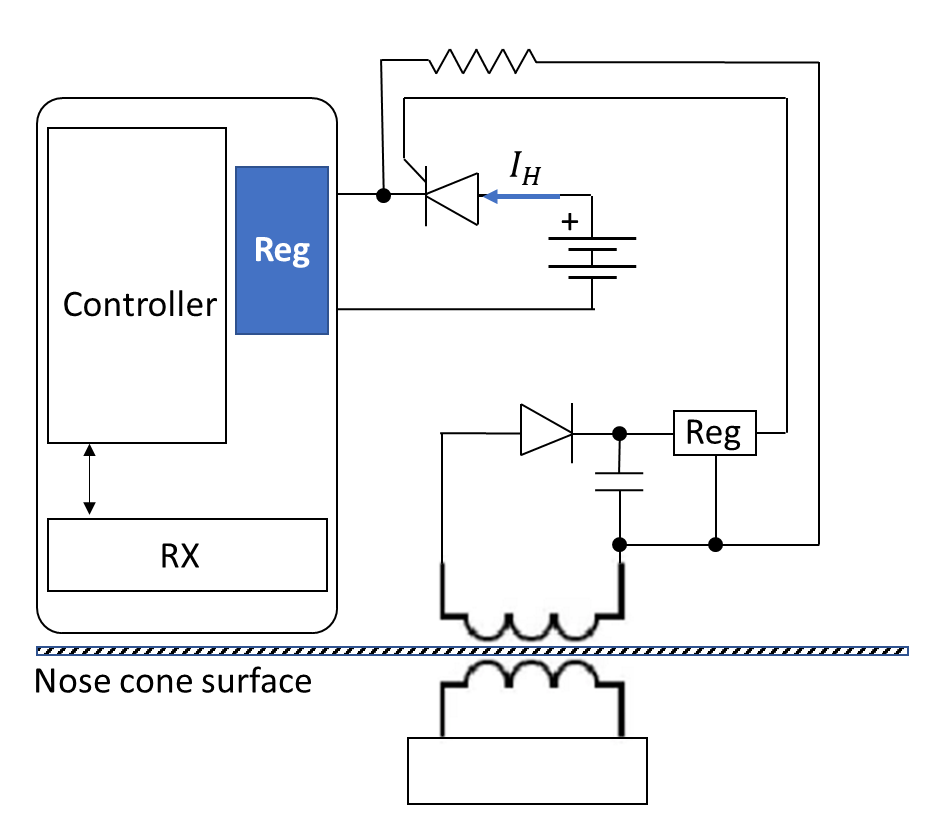 I_H
+
Reg
Controller
Reg
RX
Nose cone surface